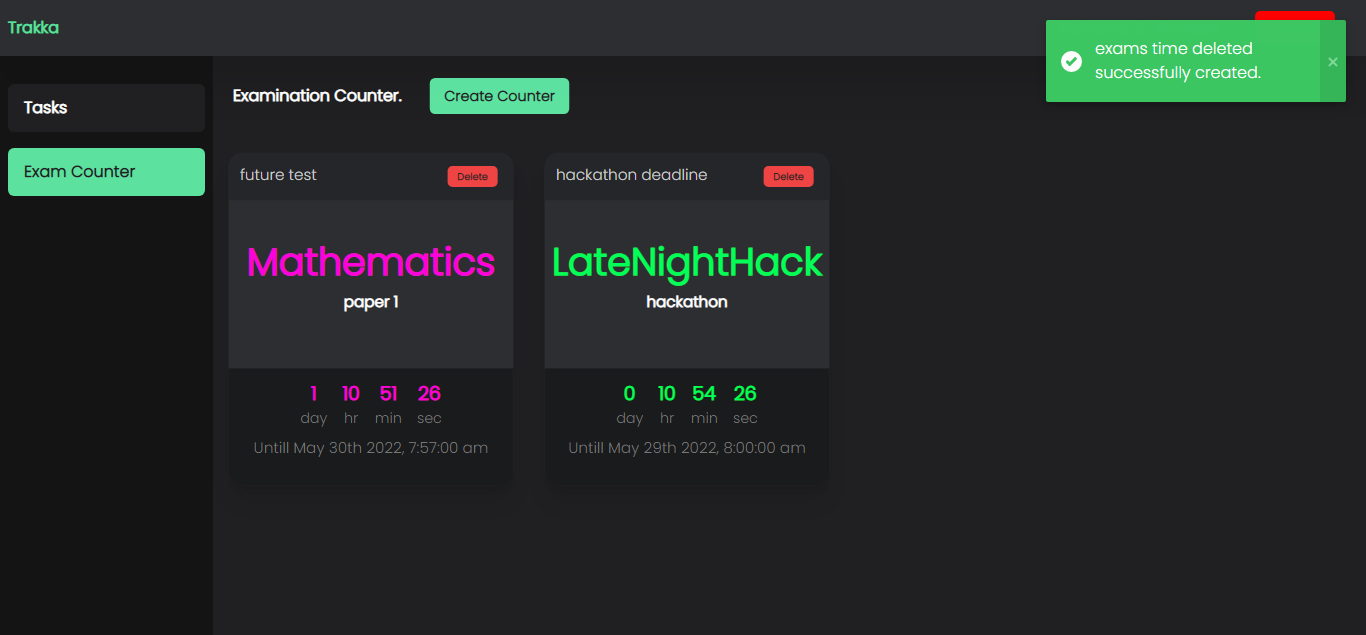 Trakka
exams time deleted
successfully created.
×
Tasks
Exam Counter
Examination Counter.
Create Counter
future test
Delete
Mathematics
paper 1
1 10 51 26
day hr min sec
Untill May 30th 2022, 7:57:00 am
hackathon deadline
Delete
LateNightHack
hackathon
0 10 54 26
day hr min sec
Untill May 29th 2022, 8:00:00 am